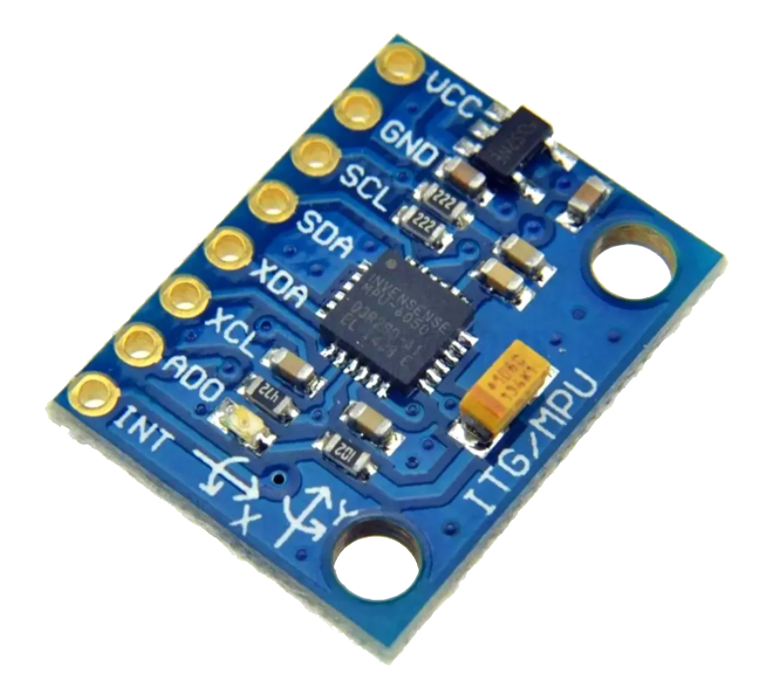 VCC
GND
SCL
SDA
XDA
XCL
ADO
INT
222
222
INVENSENSE
MPU-6050
472
102
X
Y
ITG/MPU